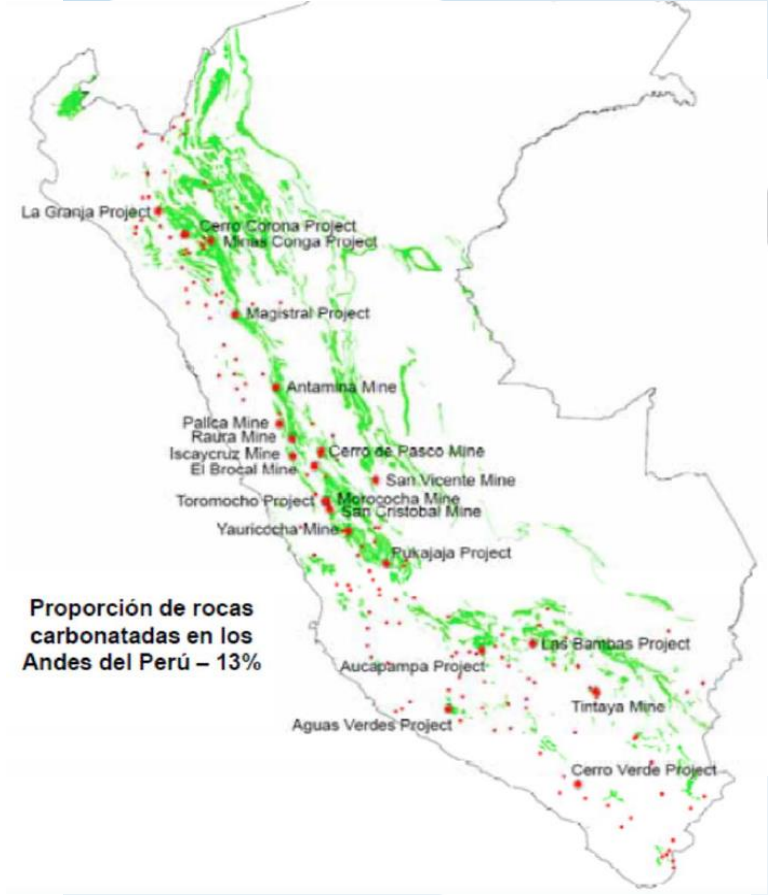 La Granja Project
Cerro Corona Project
Minas Conga Project
Magistral Project
Antamina Mine
Pallca Mine
Raura Mine
Iscaycruz Mine
Cerro de Pasco Mine
El Brocal Mine
San Vicente Mine
Toromocho Project
Morococha Mine
San Cristobal Mine
Yauricocha Mine
Pukajaja Project
Proporción de rocas
carbonatadas en los
Andes del Perú – 13%
Las Bambas Project
Aucapampa Project
Tintaya Mine
Aguas Verdes Project
Cerro Verde Project